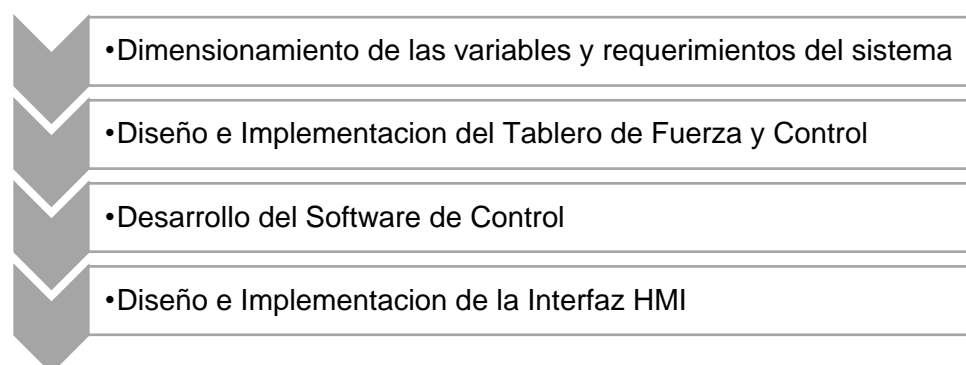 •Dimensionamiento de las variables y requerimientos del sistema
•Diseño e Implementacion del Tablero de Fuerza y Control
•Desarrollo del Software de Control
•Diseño e Implementacion de la Interfaz HMI